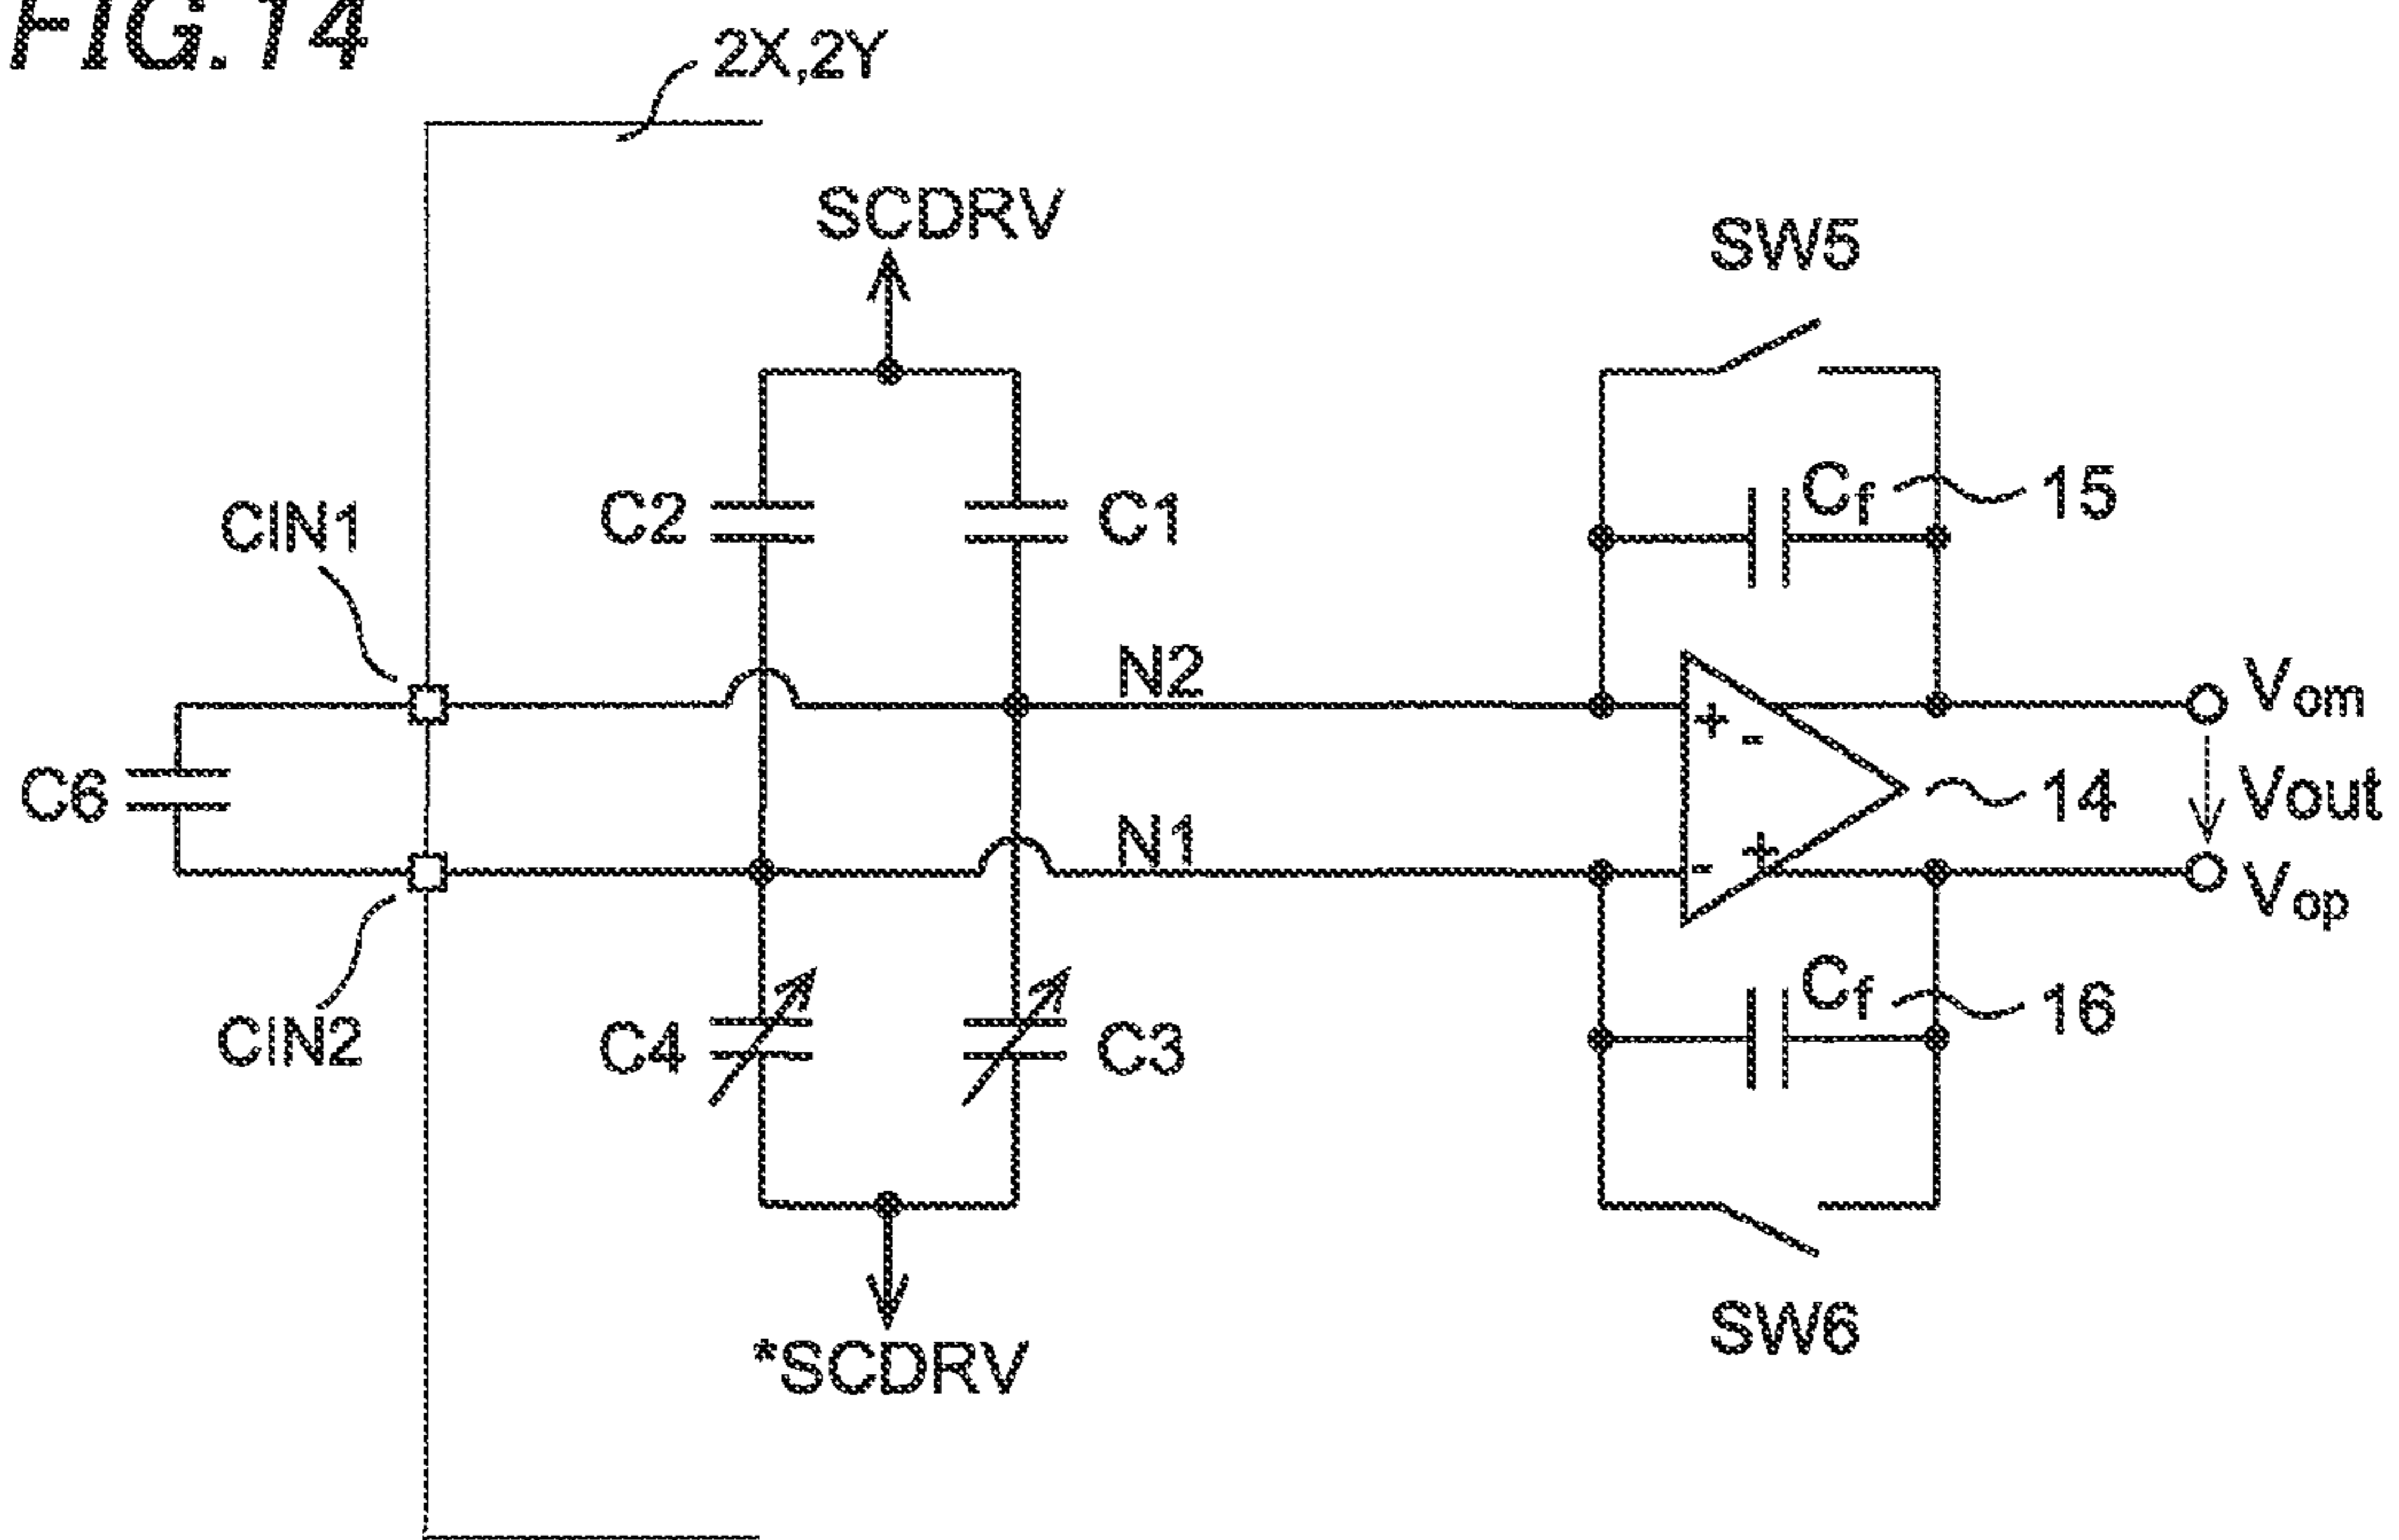 FIG.14
2X,2Y
SCDRV
SW5
C2
C1
Cf
15
CIN1
N2
+
-
Vom
C6
14
Vout
N1
-
+
Vop
CIN2
C4
C3
Cf
16
*SCDRV
SW6